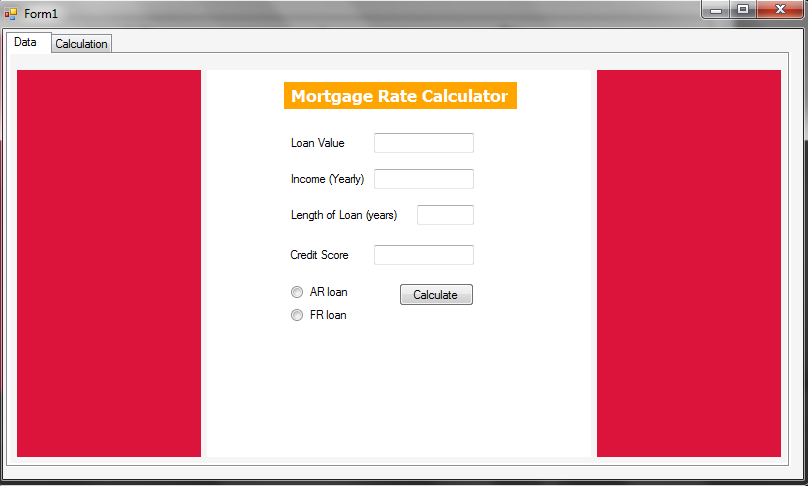 Form1
Data
Calculation
Mortgage Rate Calculator
Loan Value
Income (Yearly)
Length of Loan (years)
Credit Score
AR loan
Calculate
FR loan